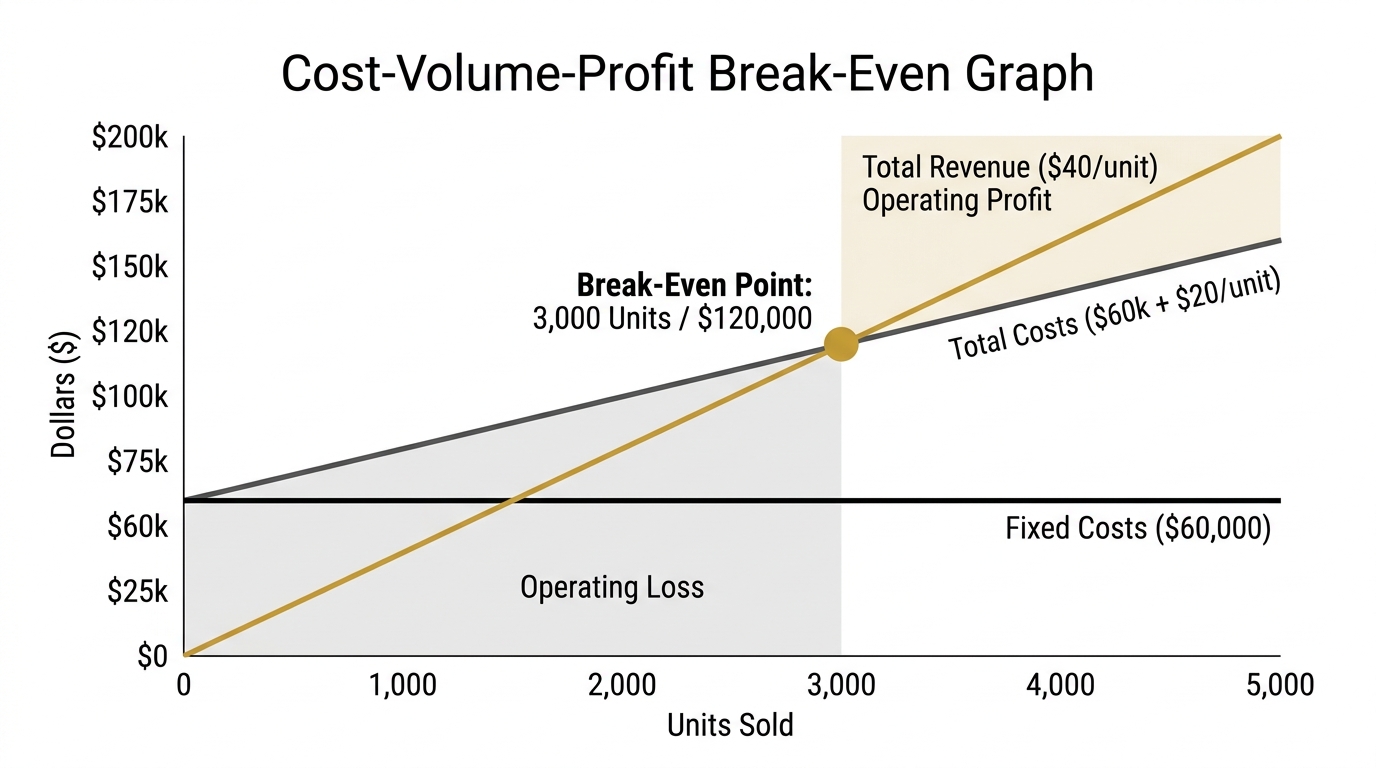 Cost-Volume-Profit Break-Even Graph
$200k
$175k
$150k
$120k
$100k
$75k
$60k
$25k
$0
Dollars ($)
Total Revenue ($40/unit)
Operating Profit
Break-Even Point:
3,000 Units / $120,000
Total Costs ($60k + $20/unit)
Fixed Costs ($60,000)
Operating Loss
0 1,000 2,000 3,000 4,000 5,000
Units Sold